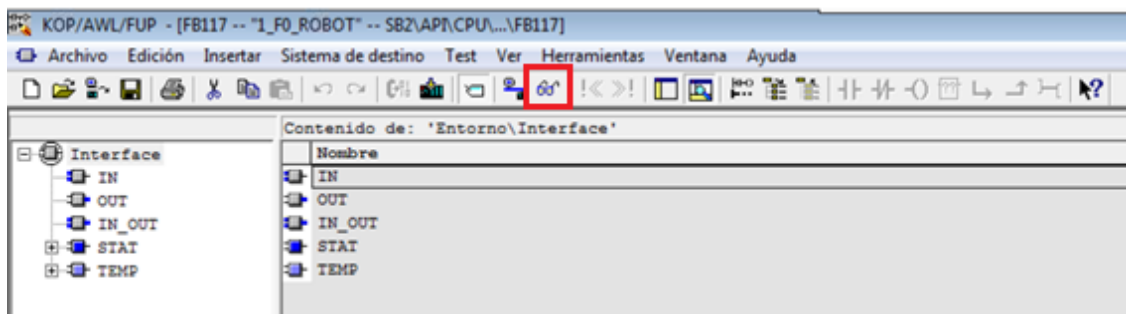 KOP/AWL/FUP - [FB117 -- "1_F0_ROBOT" -- SB2\API\CPU\...\FB117]
Archivo Edición Insertar Sistema de destino Test Ver Herramientas Ventana Ayuda
Contenido de: 'Entorno\Interface'
Interface
IN
OUT
IN_OUT
STAT
TEMP
Nombre
IN
OUT
IN_OUT
STAT
TEMP